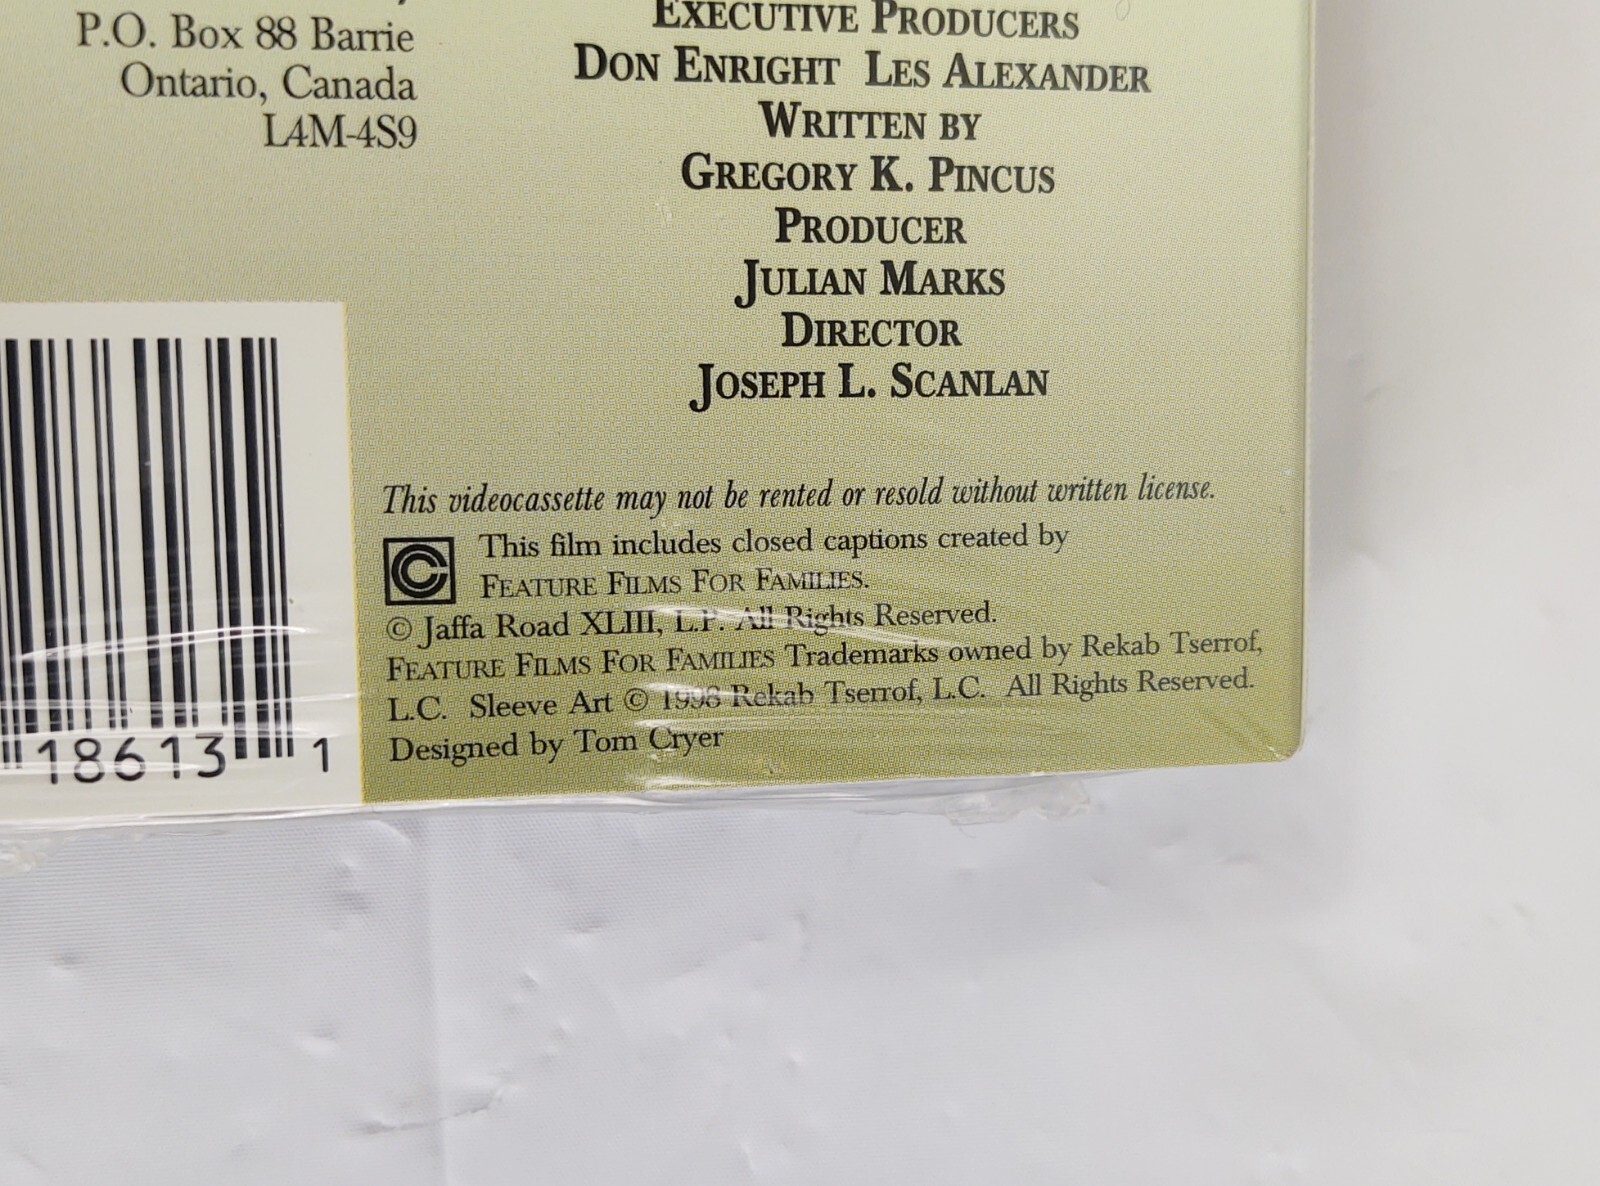 P.O. Box 88 Barrie
Ontario, Canada
L4M-4S9
EXECUTIVE PRODUCERS
DON ENRIGHT LES ALEXANDER
WRITTEN BY
GREGORY K. PINCUS
PRODUCER
JULIAN MARKS
DIRECTOR
JOSEPH L. SCANLAN
This videocassette may not be rented or resold without written license.
This film includes closed captions created by
FEATURE FILMS FOR FAMILIES.
© Jaffa Road XLIII, L.P. All Rights Reserved.
FEATURE FILMS FOR FAMILIES Trademarks owned by Rekab Tserrof,
L.C. Sleeve Art © Rekab Tserrof, L.C. All Rights Reserved.
Designed by Tom Cryer
18613 1